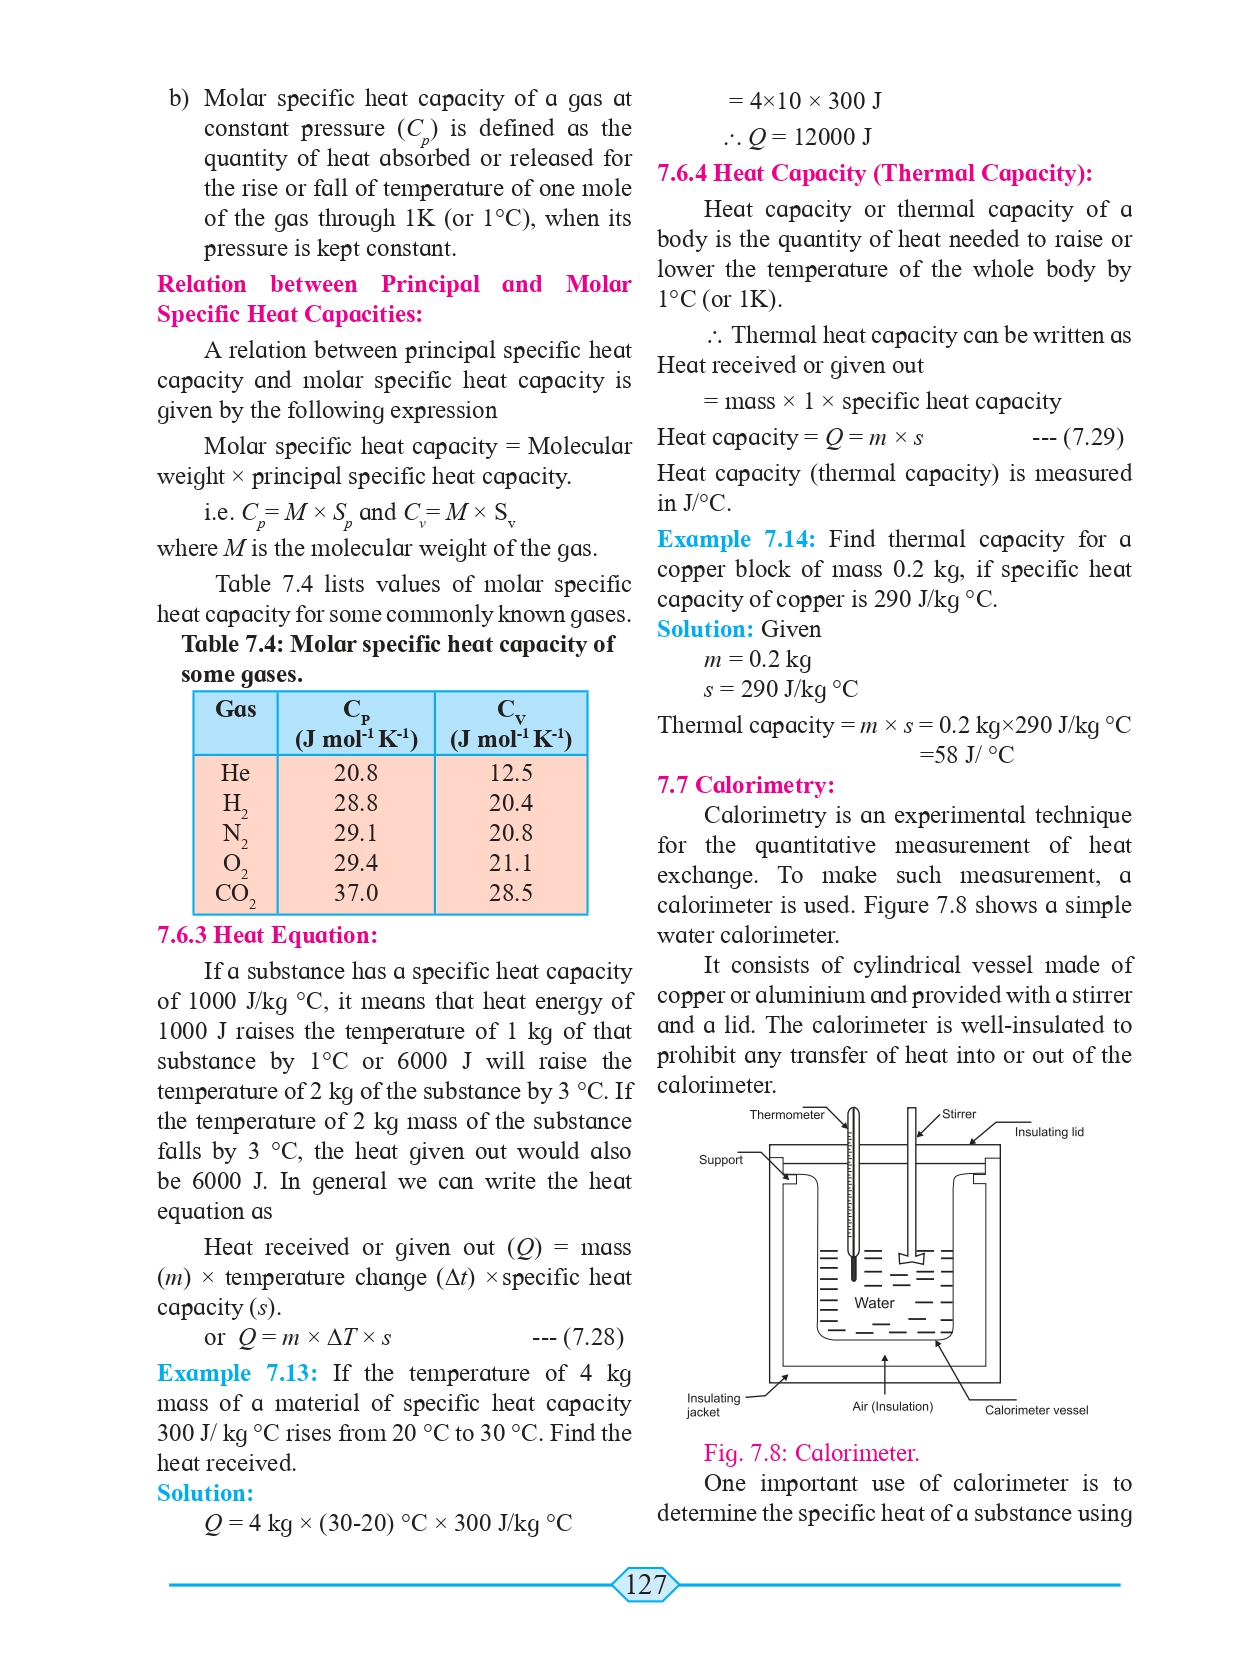 b) Molar specific heat capacity of a gas at
constant pressure (Cp) is defined as the
quantity of heat absorbed or released for
the rise or fall of temperature of one mole
of the gas through 1K (or 1°C), when its
pressure is kept constant.
Relation between Principal and Molar
Specific Heat Capacities:
A relation between principal specific heat
capacity and molar specific heat capacity is
given by the following expression
Molar specific heat capacity = Molecular
weight × principal specific heat capacity.
i.e. Cp = M × Sp and Cv = M × Sv
where M is the molecular weight of the gas.
Table 7.4 lists values of molar specific
heat capacity for some commonly known gases.
Table 7.4: Molar specific heat capacity of
some gases.
Gas CP CV
(J mol⁻¹ K⁻¹) (J mol⁻¹ K⁻¹)
He 20.8 12.5
H₂ 28.8 20.4
N₂ 29.1 20.8
O₂ 29.4 21.1
CO₂ 37.0 28.5
7.6.3 Heat Equation:
If a substance has a specific heat capacity
of 1000 J/kg °C, it means that heat energy of
1000 J raises the temperature of 1 kg of that
substance by 1°C or 6000 J will raise the
temperature of 2 kg of the substance by 3 °C. If
the temperature of 2 kg mass of the substance
falls by 3 °C, the heat given out would also
be 6000 J. In general we can write the heat
equation as
Heat received or given out (Q) = mass
(m) × temperature change (Δt) × specific heat
capacity (s).
or Q = m × ΔT × s --- (7.28)
Example 7.13: If the temperature of 4 kg
mass of a material of specific heat capacity
300 J/ kg °C rises from 20 °C to 30 °C. Find the
heat received.
Solution:
Q = 4 kg × (30-20) °C × 300 J/kg °C
= 4×10 × 300 J
∴ Q = 12000 J
7.6.4 Heat Capacity (Thermal Capacity):
Heat capacity or thermal capacity of a
body is the quantity of heat needed to raise or
lower the temperature of the whole body by
1°C (or 1K).
∴ Thermal heat capacity can be written as
Heat received or given out
= mass × 1 × specific heat capacity
Heat capacity = Q = m × s --- (7.29)
Heat capacity (thermal capacity) is measured
in J/°C.
Example 7.14: Find thermal capacity for a
copper block of mass 0.2 kg, if specific heat
capacity of copper is 290 J/kg °C.
Solution: Given
m = 0.2 kg
s = 290 J/kg °C
Thermal capacity = m × s = 0.2 kg×290 J/kg °C
=58 J/ °C
7.7 Calorimetry:
Calorimetry is an experimental technique
for the quantitative measurement of heat
exchange. To make such measurement, a
calorimeter is used. Figure 7.8 shows a simple
water calorimeter.
It consists of cylindrical vessel made of
copper or aluminium and provided with a stirrer
and a lid. The calorimeter is well-insulated to
prohibit any transfer of heat into or out of the
calorimeter.
Thermometer
Stirrer
Insulating lid
Support
Water
Insulating
jacket
Air (Insulation)
Calorimeter vessel
Fig. 7.8: Calorimeter.
One important use of calorimeter is to
determine the specific heat of a substance using
127